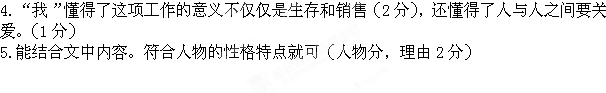 4. “我”懂得了这项工作的意义不仅仅是生存和销售(2分),还懂得了人与人之间要关
爱。(1分)
5.能结合文中内容。符合人物的性格特点就可(人物分,理由2分)